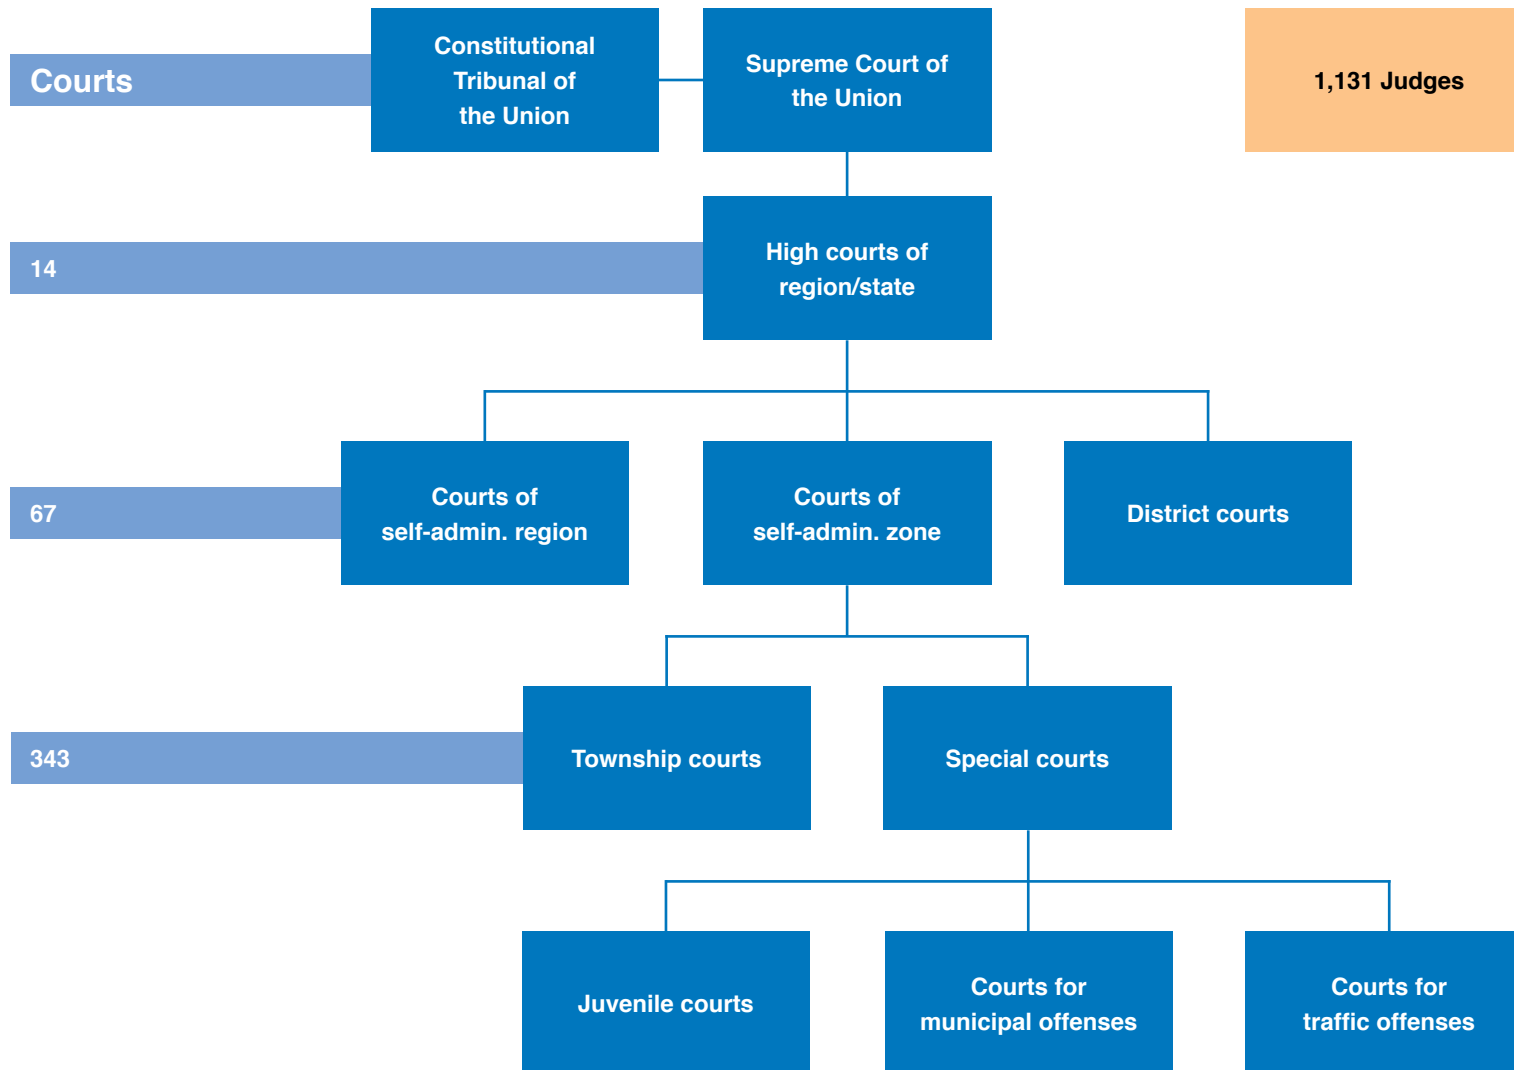 Courts
Constitutional
Tribunal of
the Union
Supreme Court of
the Union
1,131 Judges
14
High courts of
region/state
67
Courts of
self-admin. region
Courts of
self-admin. zone
District courts
343
Township courts
Special courts
Juvenile courts
Courts for
municipal offenses
Courts for
traffic offenses